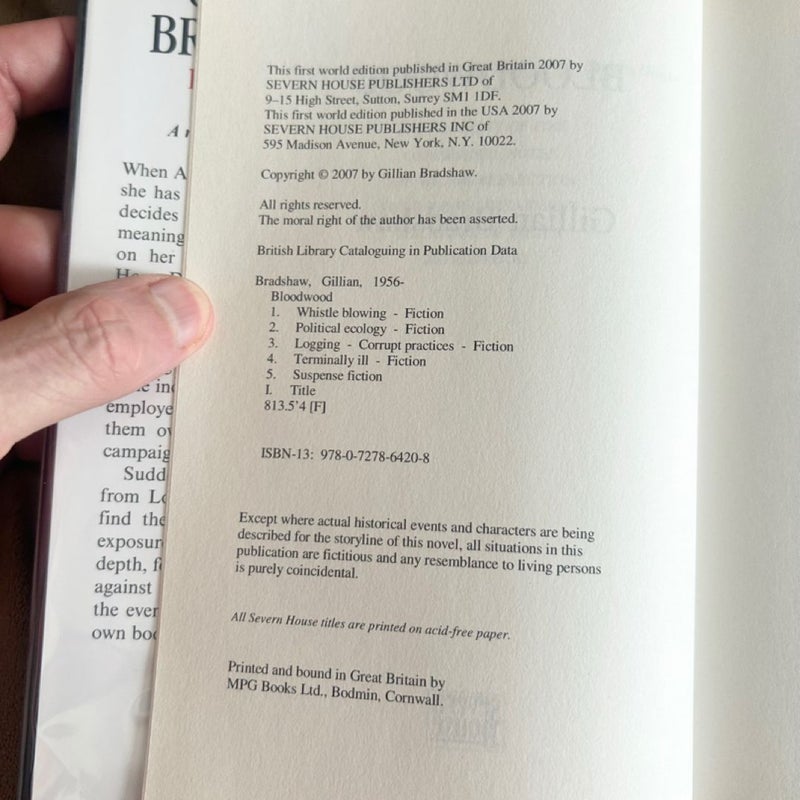 BR
A
When A
she has
decides
meaning
on her
employe
them
campaig
Sudd
from
find the
exposur
depth,
against
the ever
own
This first world edition published in Great Britain 2007 by
SEVERN HOUSE PUBLISHERS LTD of
9–15 High Street, Sutton, Surrey SM1 1DF.
This first world edition published in the USA 2007 by
SEVERN HOUSE PUBLISHERS INC of
595 Madison Avenue, New York, N.Y. 10022.
Copyright © 2007 by Gillian Bradshaw.
All rights reserved.
The moral right of the author has been asserted.
British Library Cataloguing in Publication Data
Bradshaw, Gillian, 1956-
Bloodwood
1. Whistle blowing - Fiction
2. Political ecology - Fiction
3. Logging - Corrupt practices - Fiction
4. Terminally ill - Fiction
5. Suspense fiction
I. Title
813.5'4 [F]
ISBN-13: 978-0-7278-6420-8
Except where actual historical events and characters are being
described for the storyline of this novel, all situations in this
publication are fictitious and any resemblance to living persons
is purely coincidental.
All Severn House titles are printed on acid-free paper.
Printed and bound in Great Britain by
MPG Books Ltd., Bodmin, Cornwall.